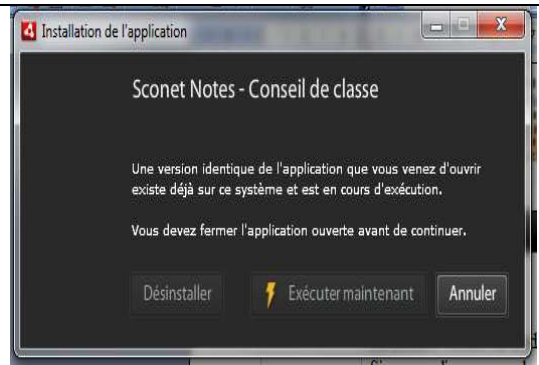 Installation de l'application
Sconet Notes - Conseil de classe
Une version identique de l'application que vous venez d'ouvrir
existe déjà sur ce système et est en cours d'exécution.
Vous devez fermer l'application ouverte avant de continuer.
Désinstaller Exécuter maintenant Annuler